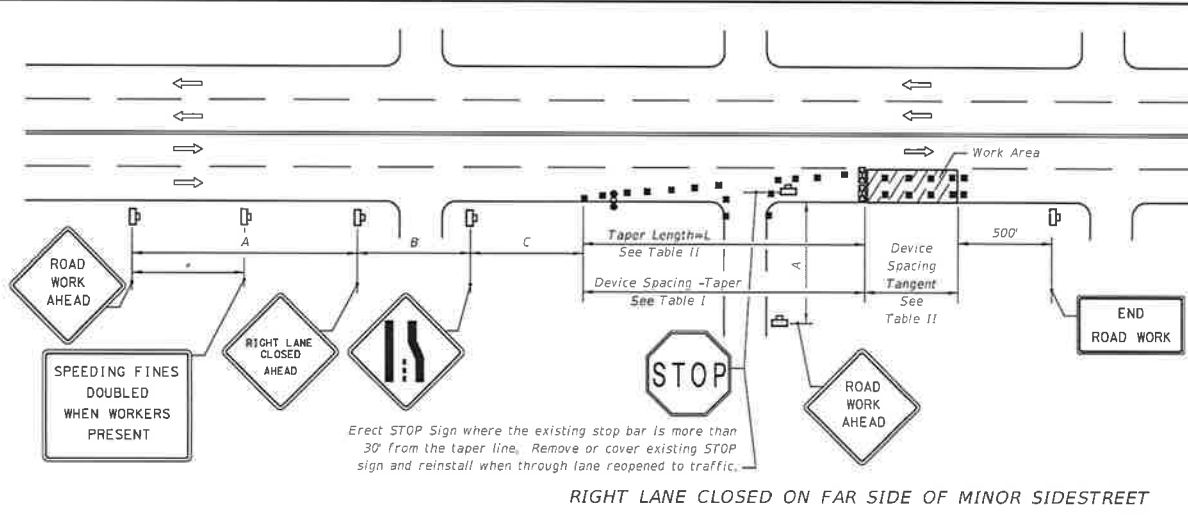 Work Area
A
B
C
Taper Length=L
See Table II
Device Spacing -Taper
See Table I
A
Device
Spacing
Tangent
See
Table II
500'
ROAD
WORK
AHEAD
SPEEDING FINES
DOUBLED
WHEN WORKERS
PRESENT
RIGHT LANE
CLOSED
AHEAD
STOP
ROAD
WORK
AHEAD
END
ROAD WORK
Erect STOP Sign where the existing stop bar is more than
30' from the taper line. Remove or cover existing STOP
sign and reinstall when through lane reopened to traffic.
RIGHT LANE CLOSED ON FAR SIDE OF MINOR SIDESTREET